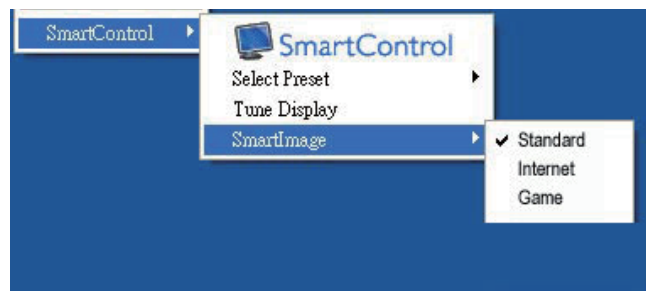 SmartControl
SmartControl
Select Preset
Tune Display
SmartImage
Standard
Internet
Game